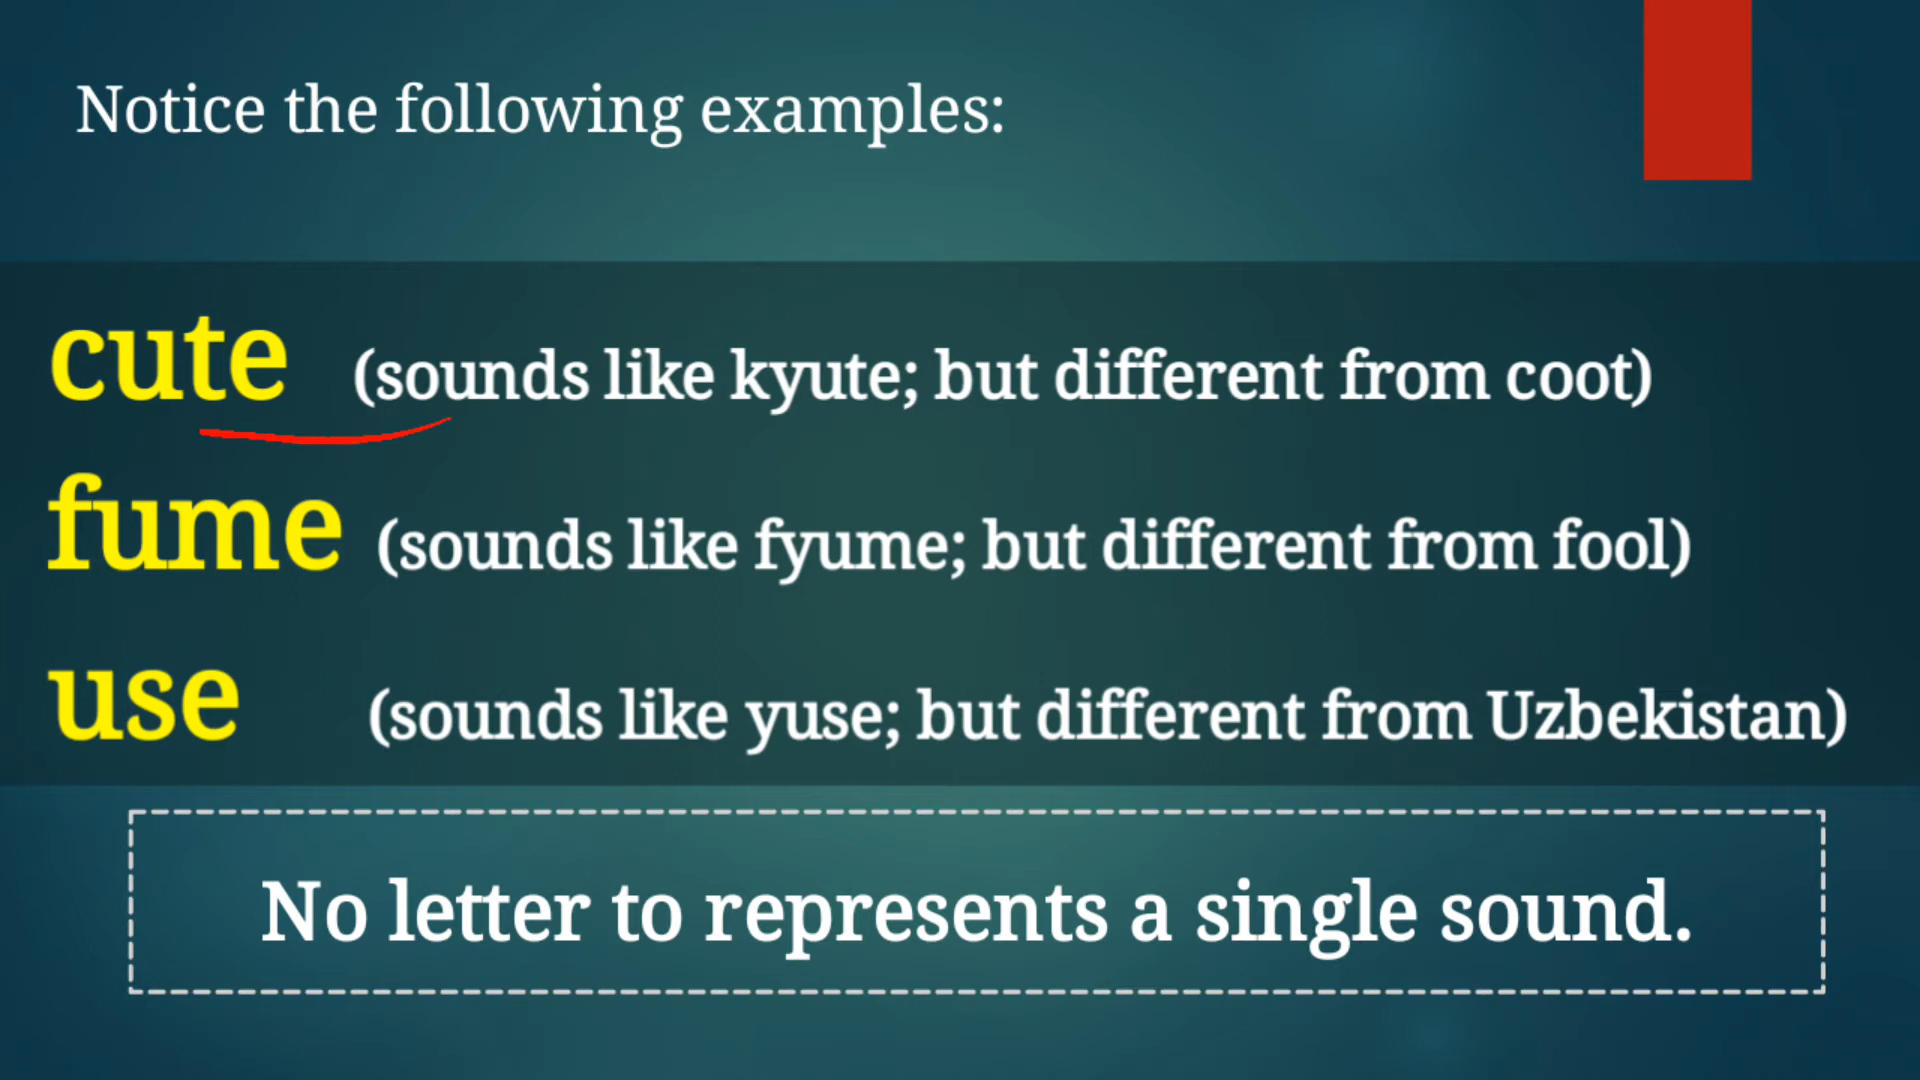 Notice the following examples:
cute (sounds like kyute; but different from coot)
fume (sounds like fyume; but different from fool)
use (sounds like yuse; but different from Uzbekistan)
No letter to represents a single sound.